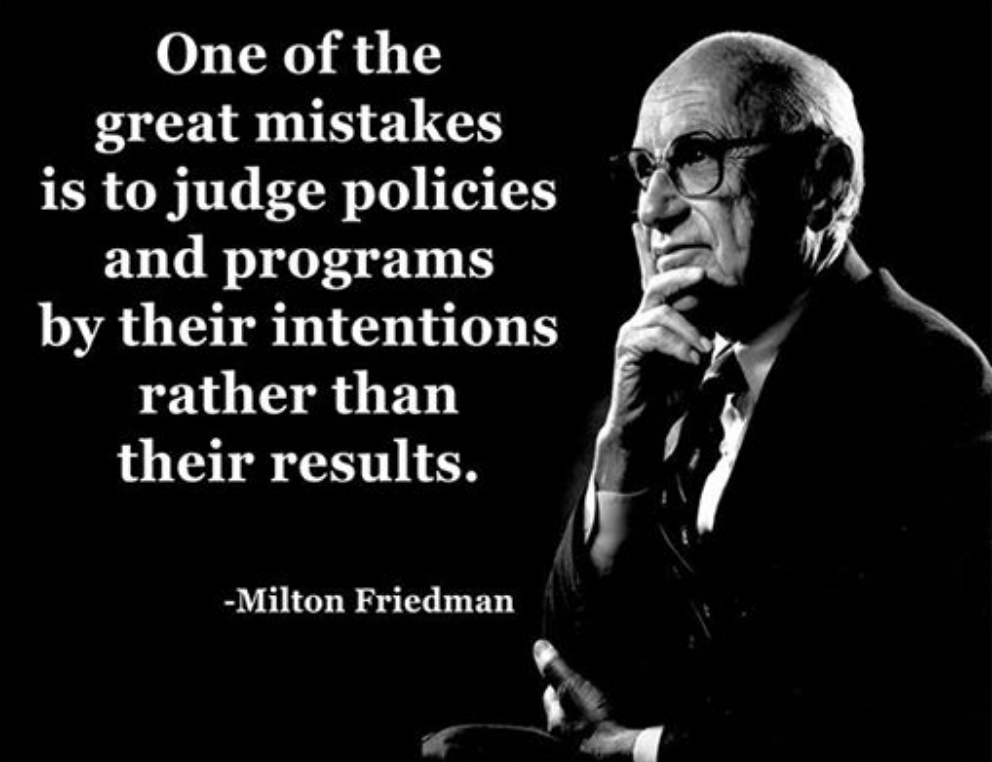 One of the
great mistakes
is to judge policies
and programs
by their intentions
rather than
their results.
-Milton Friedman